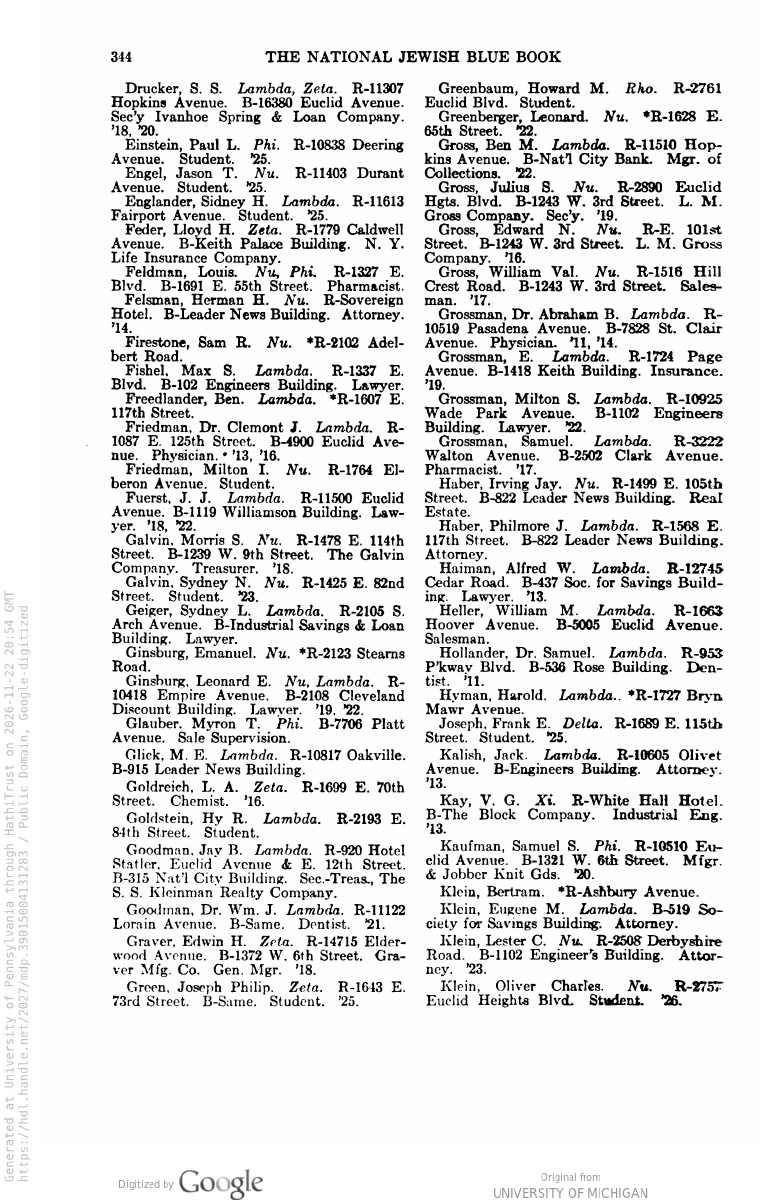 344
THE NATIONAL JEWISH BLUE BOOK
Drucker, S. S. Lambda, Zeta. R-11307
Hopkins Avenue. B-16380 Euclid Avenue.
Sec'y Ivanhoe Spring & Loan Company.
'18, '20.
Einstein, Paul L. Phi. R-10838 Deering
Avenue. Student. '25.
Engel, Jason T. Nu. R-11403 Durant
Avenue. Student. '25.
Englander, Sidney H. Lambda. R-11613
Fairport Avenue. Student. '25.
Feder, Lloyd H. Zeta. R-1779 Caldwell
Avenue. B-Keith Palace Building. N. Y.
Life Insurance Company.
Feldman, Louis. Nu, Phi. R-1327 E.
Blvd. B-1691 E. 55th Street. Pharmacist.
Felsman, Herman H. Nu. R-Sovereign
Hotel. B-Leader News Building. Attorney.
'14.
Firestone, Sam R. Nu. *R-2102 Adel-
bert Road.
Fishel, Max S. Lambda. R-1337 E.
Blvd. B-102 Engineers Building. Lawyer.
Freedlander, Ben. Lambda. *R-1607 E.
117th Street.
Friedman, Dr. Clemont J. Lambda. R-
1087 E. 125th Street. B-4900 Euclid Ave-
nue. Physician. • '13, '16.
Friedman, Milton I. Nu. R-1764 El-
beron Avenue. Student.
Fuerst, J. J. Lambda. R-11500 Euclid
Avenue. B-1119 Williamson Building. Law-
yer. '18, '22.
Galvin, Morris S. Nu. R-1478 E. 114th
Street. B-1239 W. 9th Street. The Galvin
Company. Treasurer. '18.
Galvin, Sydney N. Nu. R-1425 E. 82nd
Street. Student. '23.
Geiger, Sydney L. Lambda. R-2105 S.
Arch Avenue. B-Industrial Savings & Loan
Building. Lawyer.
Ginsburg, Emanuel. Nu. *R-2123 Stearns
Road.
Ginsburg, Leonard E. Nu, Lambda. R-
10418 Empire Avenue. B-2108 Cleveland
Discount Building. Lawyer. '19, '22.
Glauber, Myron T. Phi. B-7706 Platt
Avenue. Sale Supervision.
Glick, M. E. Lambda. R-10817 Oakville.
B-915 Leader News Building.
Goldreich, L. A. Zeta. R-1699 E. 70th
Street. Chemist. '16.
Goldstein, Hy R. Lambda. R-2193 E.
84th Street. Student.
Goodman, Jay B. Lambda. R-920 Hotel
Statler, Euclid Avenue & E. 12th Street.
B-315 Nat'l City Building. Sec.-Treas., The
S. S. Kleinman Realty Company.
Goodman, Dr. Wm. J. Lambda. R-11122
Lorain Avenue. B-Same. Dentist. '21.
Graver, Edwin H. Zeta. R-14715 Elder-
wood Avenue. B-1372 W. 6th Street. Gra-
ver Mfg. Co. Gen. Mgr. '18.
Green, Joseph Philip. Zeta. R-1643 E.
73rd Street. B-Same. Student. '25.
Greenbaum, Howard M. Rho. R-2761
Euclid Blvd. Student.
Greenberger, Leonard. Nu. *R-1628 E.
65th Street. '22.
Gross, Ben M. Lambda. R-11510 Hop-
kins Avenue. B-Nat'l City Bank. Mgr. of
Collections. '22.
Gross, Julius S. Nu. R-2890 Euclid
Hgts. Blvd. B-1243 W. 3rd Street. L. M.
Gross Company. Sec'y. '19.
Gross, Edward N. Nu. R-E. 101st
Street. B-1243 W. 3rd Street. L. M. Gross
Company. '16.
Gross, William Val. Nu. R-1516 Hill
Crest Road. B-1243 W. 3rd Street. Sales-
man. '17.
Grossman, Dr. Abraham B. Lambda. R-
10519 Pasadena Avenue. B-7828 St. Clair
Avenue. Physician. '11, '14.
Grossman, E. Lambda. R-1724 Page
Avenue. B-1418 Keith Building. Insurance.
'19.
Grossman, Milton S. Lambda. R-10925
Wade Park Avenue. B-1102 Engineers
Building. Lawyer. '22.
Grossman, Samuel. Lambda. R-3222
Walton Avenue. B-2502 Clark Avenue.
Pharmacist. '17.
Haber, Irving Jay. Nu. R-1499 E. 105th
Street. B-822 Leader News Building. Real
Estate.
Haber, Philmore J. Lambda. R-1568 E.
117th Street. B-822 Leader News Building.
Attorney.
Haiman, Alfred W. Lambda. R-12745
Cedar Road. B-437 Soc. for Savings Build-
ing. Lawyer. '13.
Heller, William M. Lambda. R-1663
Hoover Avenue. B-5005 Euclid Avenue.
Salesman.
Hollander, Dr. Samuel. Lambda. R-953
P'kway Blvd. B-536 Rose Building. Den-
tist. '11.
Hyman, Harold. Lambda.. *R-1727 Bryn
Mawr Avenue.
Joseph, Frank E. Delta. R-1689 E. 115th
Street. Student. '25.
Kalish, Jack. Lambda. R-10605 Olivet
Avenue. B-Engineers Building. Attorney.
'13.
Kay, V. G. Xi. R-White Hall Hotel.
B-The Block Company. Industrial Eng.
'13.
Kaufman, Samuel S. Phi. R-10510 Eu-
clid Avenue. B-1321 W. 6th Street. Mfgr.
& Jobber Knit Gds. '20.
Klein, Bertram. *R-Ashbury Avenue.
Klein, Eugene M. Lambda. B-519 So-
ciety for Savings Building. Attorney.
Klein, Lester C. Nu. R-2508 Derbyshire
Road. B-1102 Engineer's Building. Attor-
ney. '23.
Klein, Oliver Charles. Nu. R-2757
Euclid Heights Blvd. Student. '26.
Generated at University of Pennsylvania through HathiTrust on 2026-11-22 20:54 GMT
https://hdl.handle.net/2027/mdp.39015004131283 / Public Domain, Google-digitized
Digitized by Google
Original from
UNIVERSITY OF MICHIGAN